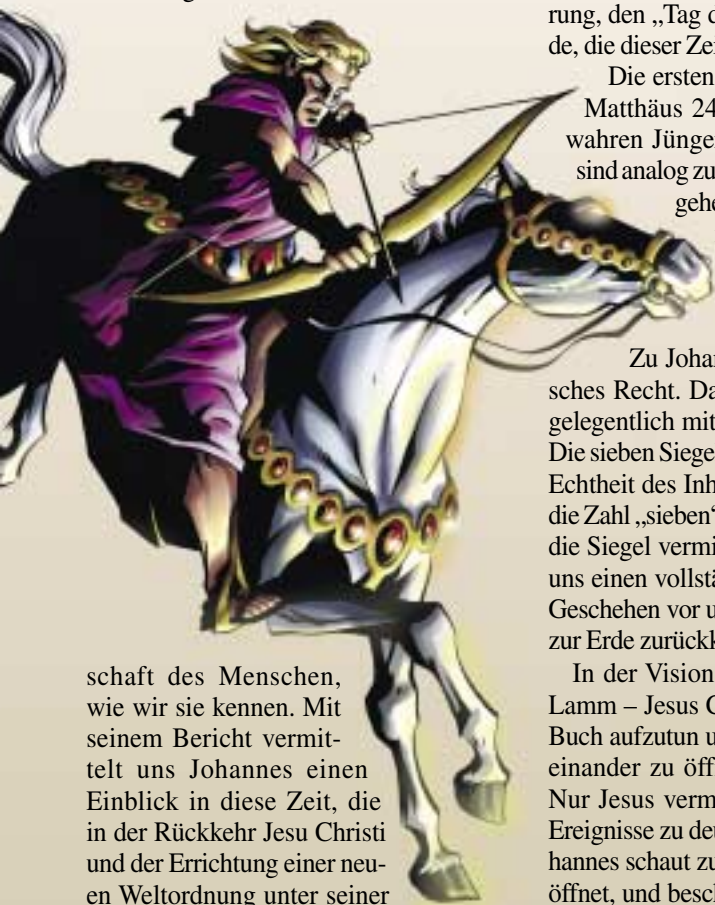 schaft des Menschen,
wie wir sie kennen. Mit
seinem Bericht vermit-
telt uns Johannes einen
Einblick in diese Zeit, die
in der Rückkehr Jesu Christi
und der Errichtung einer neu-
en Weltordnung unter seiner
rung, den „Tag d
de, die dieser Zei
Die ersten
Matthäus 24
wahren Jünger
sind analog zu
gehe
Zu Johan
sches Recht. Da
gelegentlich mit
Die sieben Siege
Echtheit des Inh
die Zahl „sieben“
die Siegel vermi
uns einen vollstä
Geschehen vor u
zur Erde zurückk
In der Vision
Lamm – Jesus C
Buch aufzutun u
einander zu öff
Nur Jesus verm
Ereignisse zu det
hannes schaut zu
öffnet, und besch